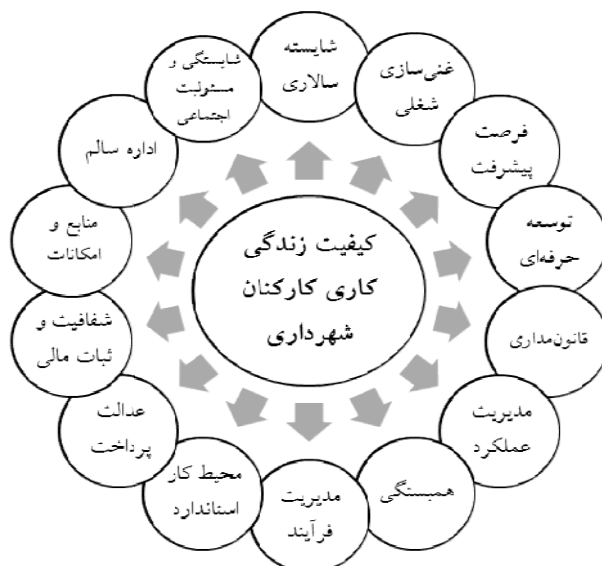 شایسته
سالاری
غنی‌سازی
شغلی
فرصت
پیشرفت
توسعه
حرفه‌ای
قانون‌مداری
مدیریت
عملکرد
همبستگی
مدیریت
فرآیند
محیط کار
استاندارد
عدالت
پرداخت
شفافیت و
ثبات مالی
منابع و
امکانات
اداره سالم
شایستگی و
مسئولیت
اجتماعی
کیفیت زندگی
کاری کارکنان
شهرداری